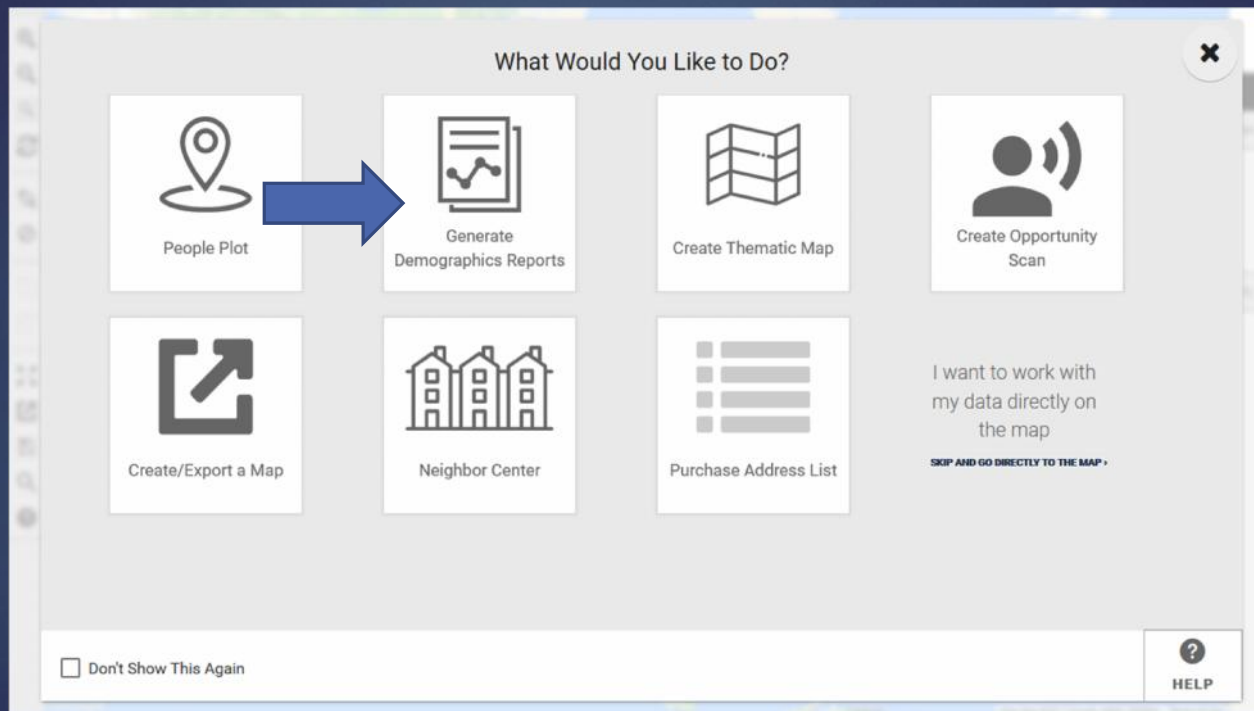 What Would You Like to Do?
People Plot
Generate
Demographics Reports
Create Thematic Map
Create Opportunity
Scan
Create/Export a Map
Neighbor Center
Purchase Address List
I want to work with
my data directly on
the map
SKIP AND GO DIRECTLY TO THE MAP ›
Don't Show This Again
HELP